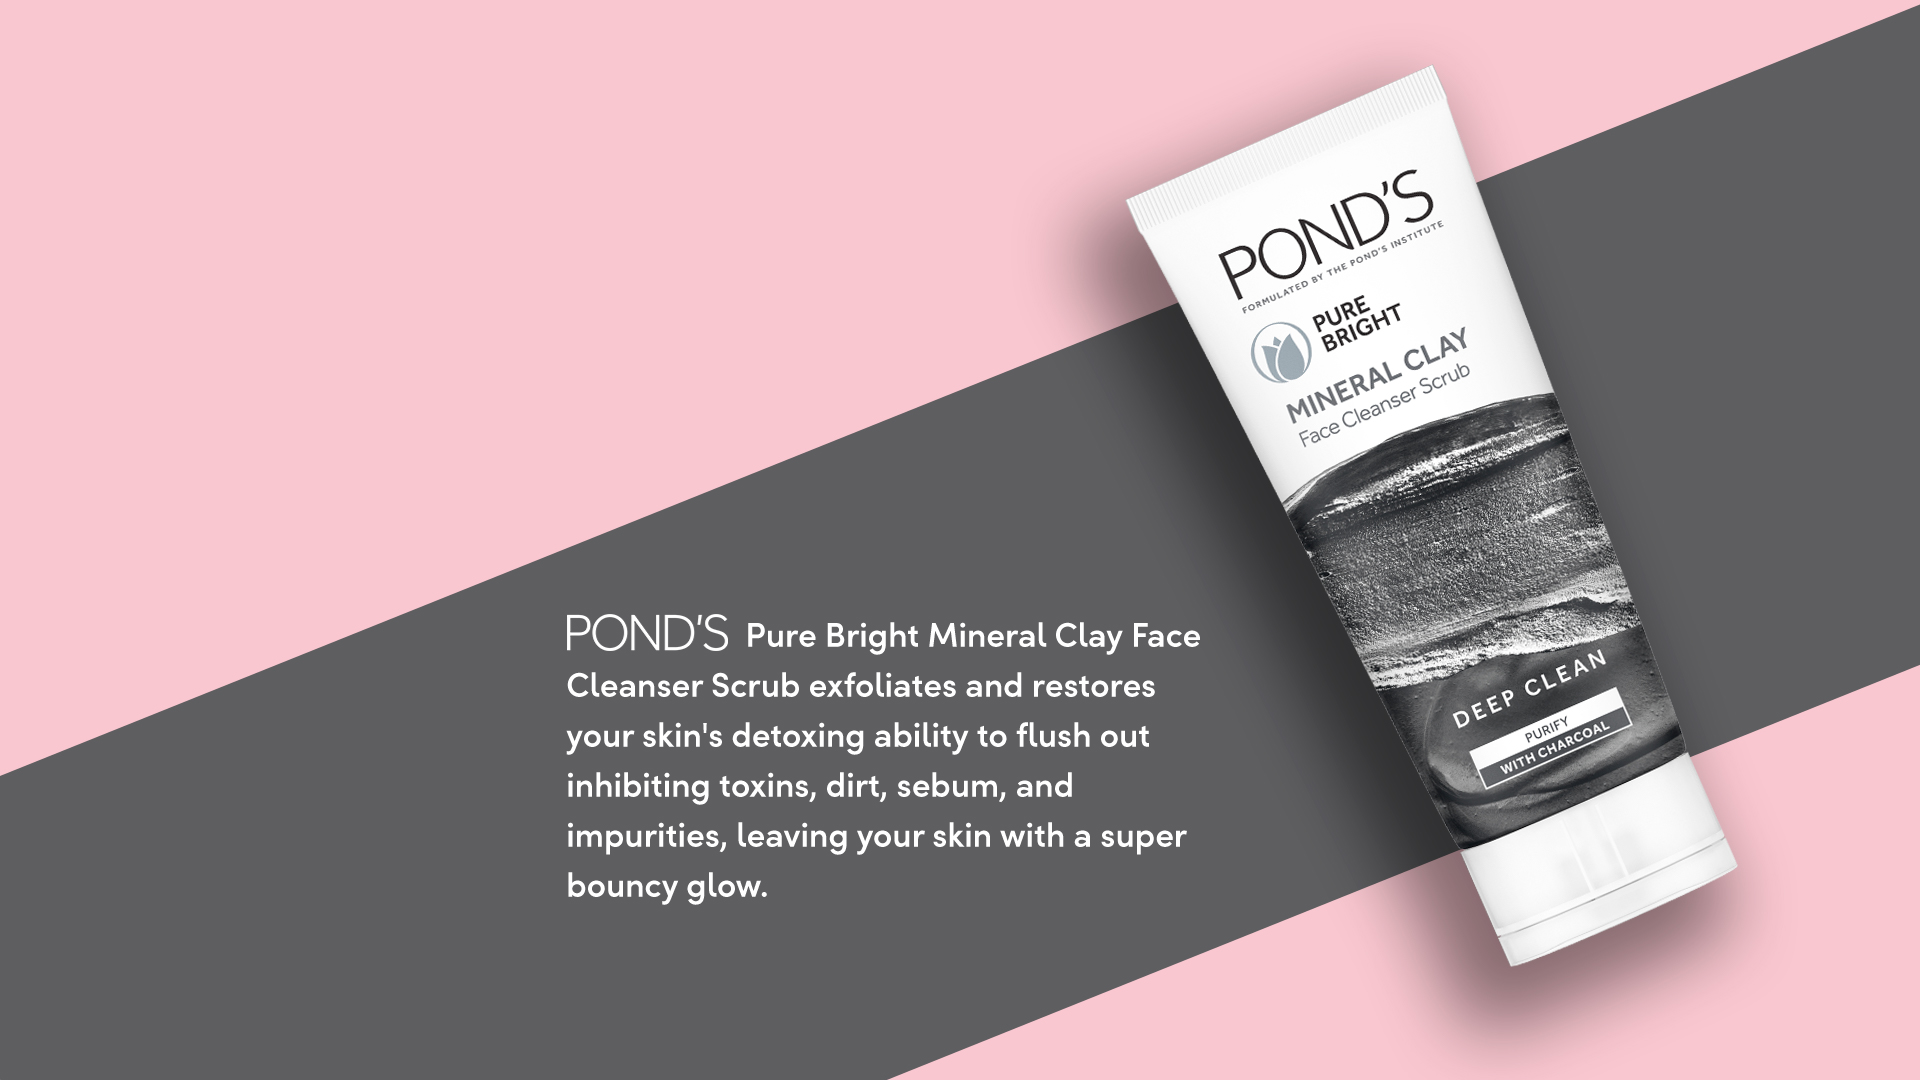 POND'S
FORMULATED BY THE POND'S INSTITUTE
PURE
BRIGHT
MINERAL CLAY
Face Cleanser Scrub
DEEP CLEAN
PURIFY
WITH CHARCOAL
POND'S Pure Bright Mineral Clay Face
Cleanser Scrub exfoliates and restores
your skin's detoxing ability to flush out
inhibiting toxins, dirt, sebum, and
impurities, leaving your skin with a super
bouncy glow.